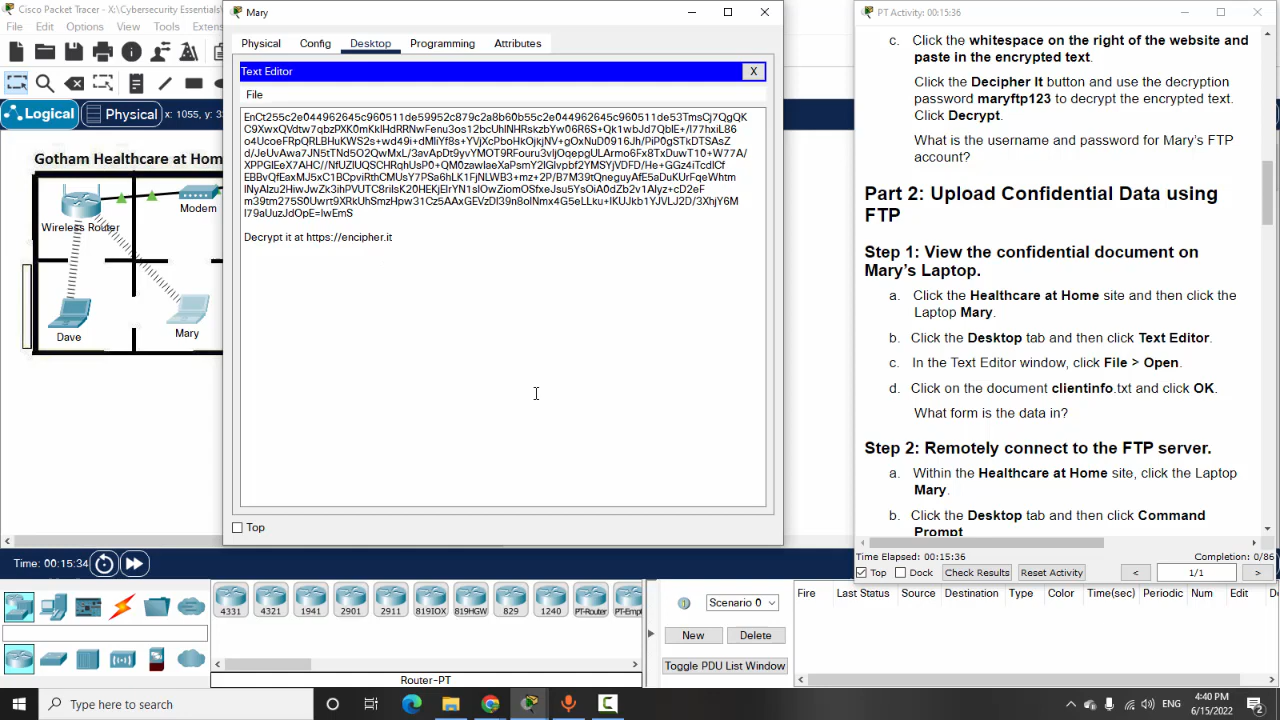 Cisco Packet Tracer - X:\Cybersecurity Essentials
File Edit Options View Tools Extens
Logical Physical x: 1055, y: 3
Gotham Healthcare at Hom
Wireless Router
Modem
Dave
Mary
Time: 00:15:34
Mary
Physical Config Desktop Programming Attributes
Text Editor X
File
Decrypt it at https://encipher.it
Top
PT Activity: 00:15:36
c. Click the whitespace on the right of the website and
paste in the encrypted text.
Click the Decipher It button and use the decryption
password maryftp123 to decrypt the encrypted text.
Click Decrypt.
What is the username and password for Mary's FTP
account?
Part 2: Upload Confidential Data using
FTP
Step 1: View the confidential document on
Mary's Laptop.
a. Click the Healthcare at Home site and then click the
Laptop Mary.
b. Click the Desktop tab and then click Text Editor.
c. In the Text Editor window, click File > Open.
d. Click on the document clientinfo.txt and click OK.
What form is the data in?
Step 2: Remotely connect to the FTP server.
a. Within the Healthcare at Home site, click the Laptop
Mary.
b. Click the Desktop tab and then click Command
Prompt
Time Elapsed: 00:15:36 Completion: 0/86
Top Dock Check Results Reset Activity < 1/1 >
4331 4321 1941 2901 2911 819IOX 819HGW 829 1240 PT-Router PT-Empt
Router-PT
Scenario 0
New Delete
Toggle PDU List Window
Fire Last Status Source Destination Type Color Time(sec) Periodic Num Edit De
Type here to search
ENG
4:40 PM
6/15/2022
2